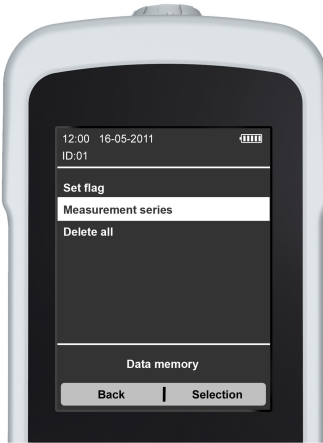 12:00 16-05-2011
ID:01
Set flag
Measurement series
Delete all
Data memory
Back Selection